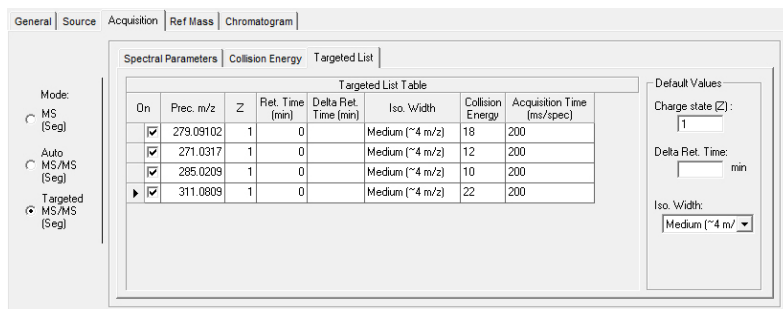 General Source Acquisition Ref Mass Chromatogram
Spectral Parameters Collision Energy Targeted List
Mode:
MS
(Seg)
Auto
MS/MS
(Seg)
Targeted
MS/MS
(Seg)
Targeted List Table
On Prec. m/z Z Ret. Time (min) Delta Ret. Time (min) Iso. Width Collision Energy Acquisition Time (ms/spec)
279.09102 1 0 Medium (~4 m/z) 18 200
271.0317 1 0 Medium (~4 m/z) 12 200
285.0209 1 0 Medium (~4 m/z) 10 200
311.0809 1 0 Medium (~4 m/z) 22 200
Default Values
Charge state (Z) :
1
Delta Ret. Time:
min
Iso. Width:
Medium (~4 m/